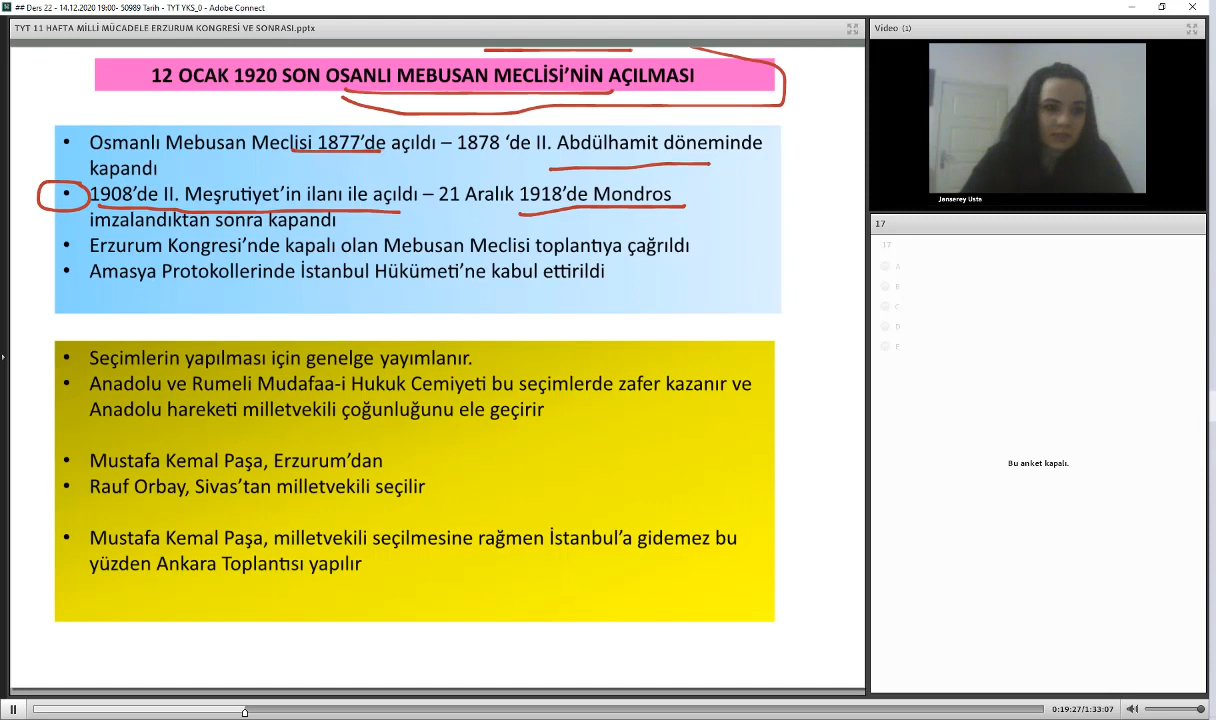 ## Ders 22 - 14.12.2020 19:00- 50989 Tarih - TYT YKS_0 - Adobe Connect
TYT 11 HAFTA MİLLİ MÜCADELE ERZURUM KONGRESİ VE SONRASI.pptx
12 OCAK 1920 SON OSANLI MEBUSAN MECLİSİ’NİN AÇILMASI
• Osmanlı Mebusan Meclisi 1877’de açıldı – 1878 ‘de II. Abdülhamit döneminde
kapandı
• 1908’de II. Meşrutiyet’in ilanı ile açıldı – 21 Aralık 1918’de Mondros
imzalandıktan sonra kapandı
• Erzurum Kongresi’nde kapalı olan Mebusan Meclisi toplantıya çağrıldı
• Amasya Protokollerinde İstanbul Hükümeti’ne kabul ettirildi
• Seçimlerin yapılması için genelge yayımlanır.
• Anadolu ve Rumeli Mudafaa-i Hukuk Cemiyeti bu seçimlerde zafer kazanır ve
Anadolu hareketi milletvekili çoğunluğunu ele geçirir
• Mustafa Kemal Paşa, Erzurum’dan
• Rauf Orbay, Sivas’tan milletvekili seçilir
• Mustafa Kemal Paşa, milletvekili seçilmesine rağmen İstanbul’a gidemez bu
yüzden Ankara Toplantısı yapılır
Video (1)
Janserey Usta
17
17
A
B
C
D
E
Bu anket kapalı.
0:19:27/1:33:07